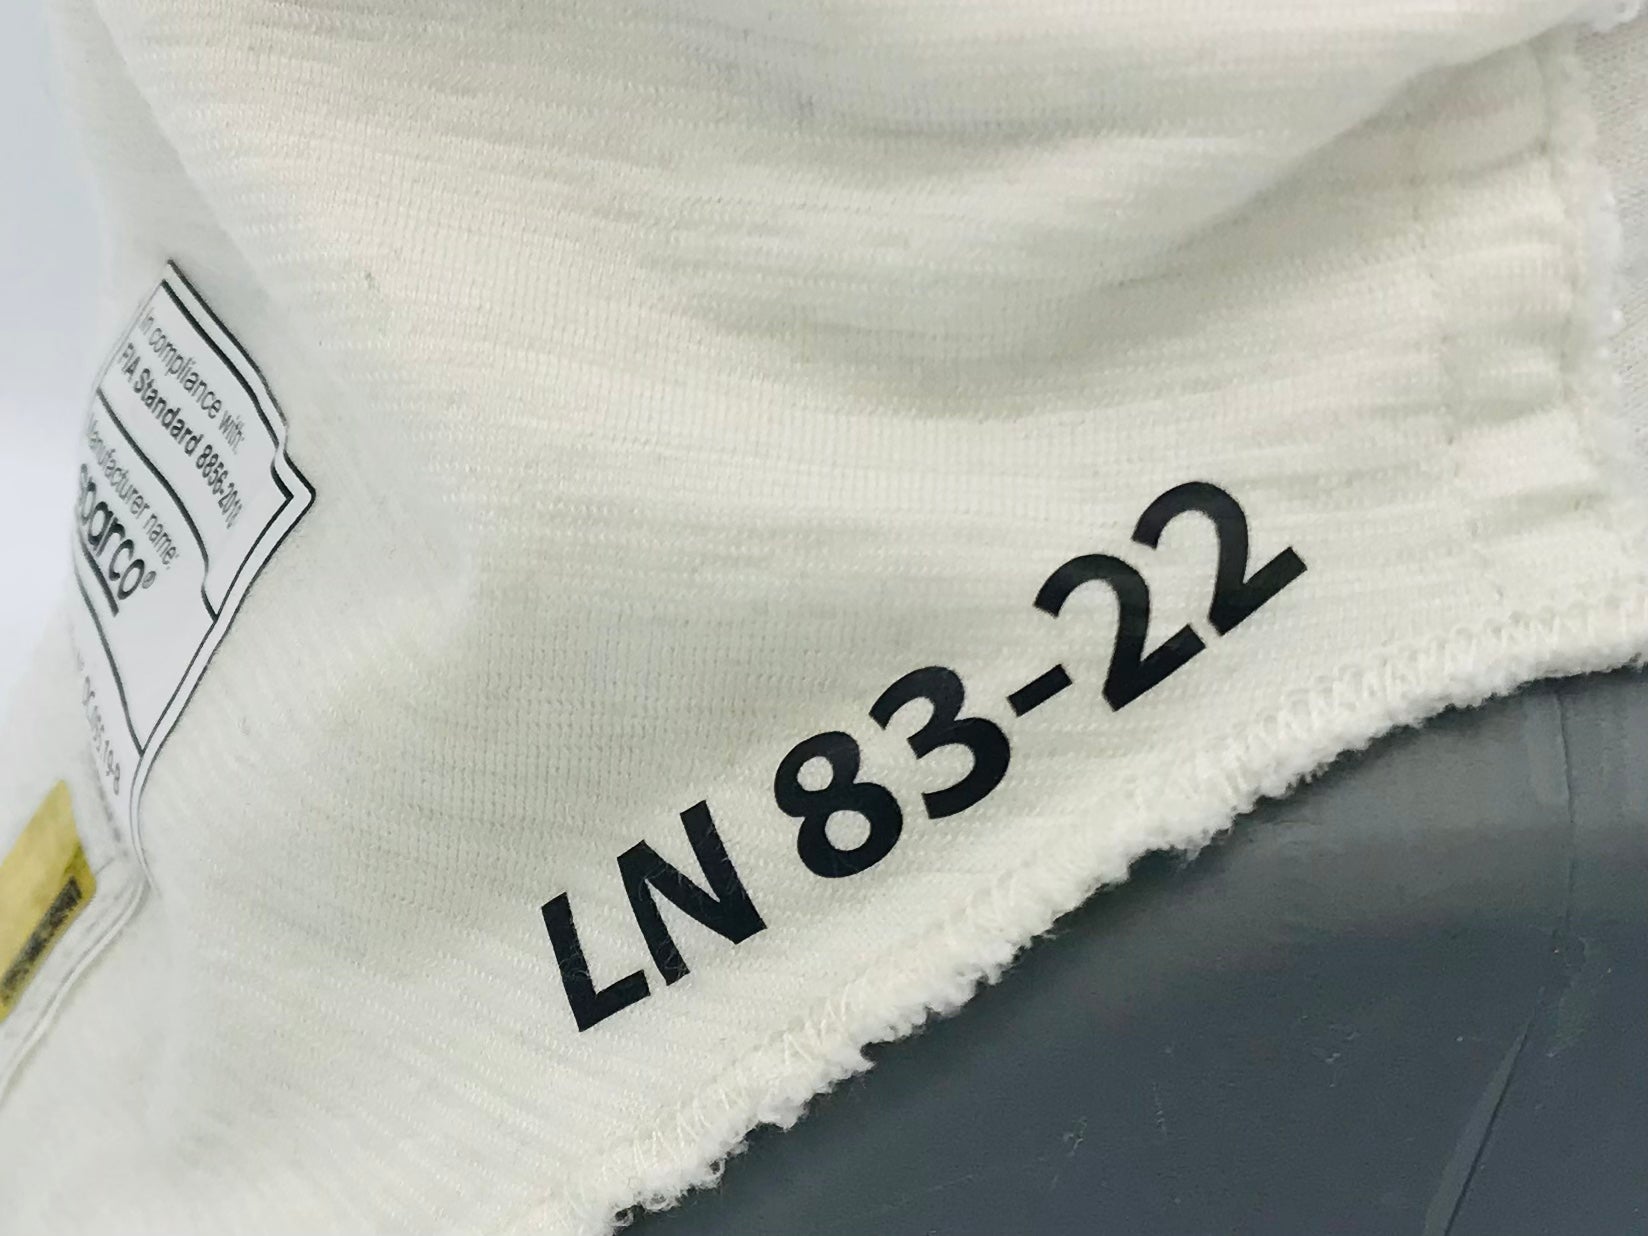 In compliance with:
FIA Standard 8856-2018
Manufacturer name:
sparco®
LN 83-22